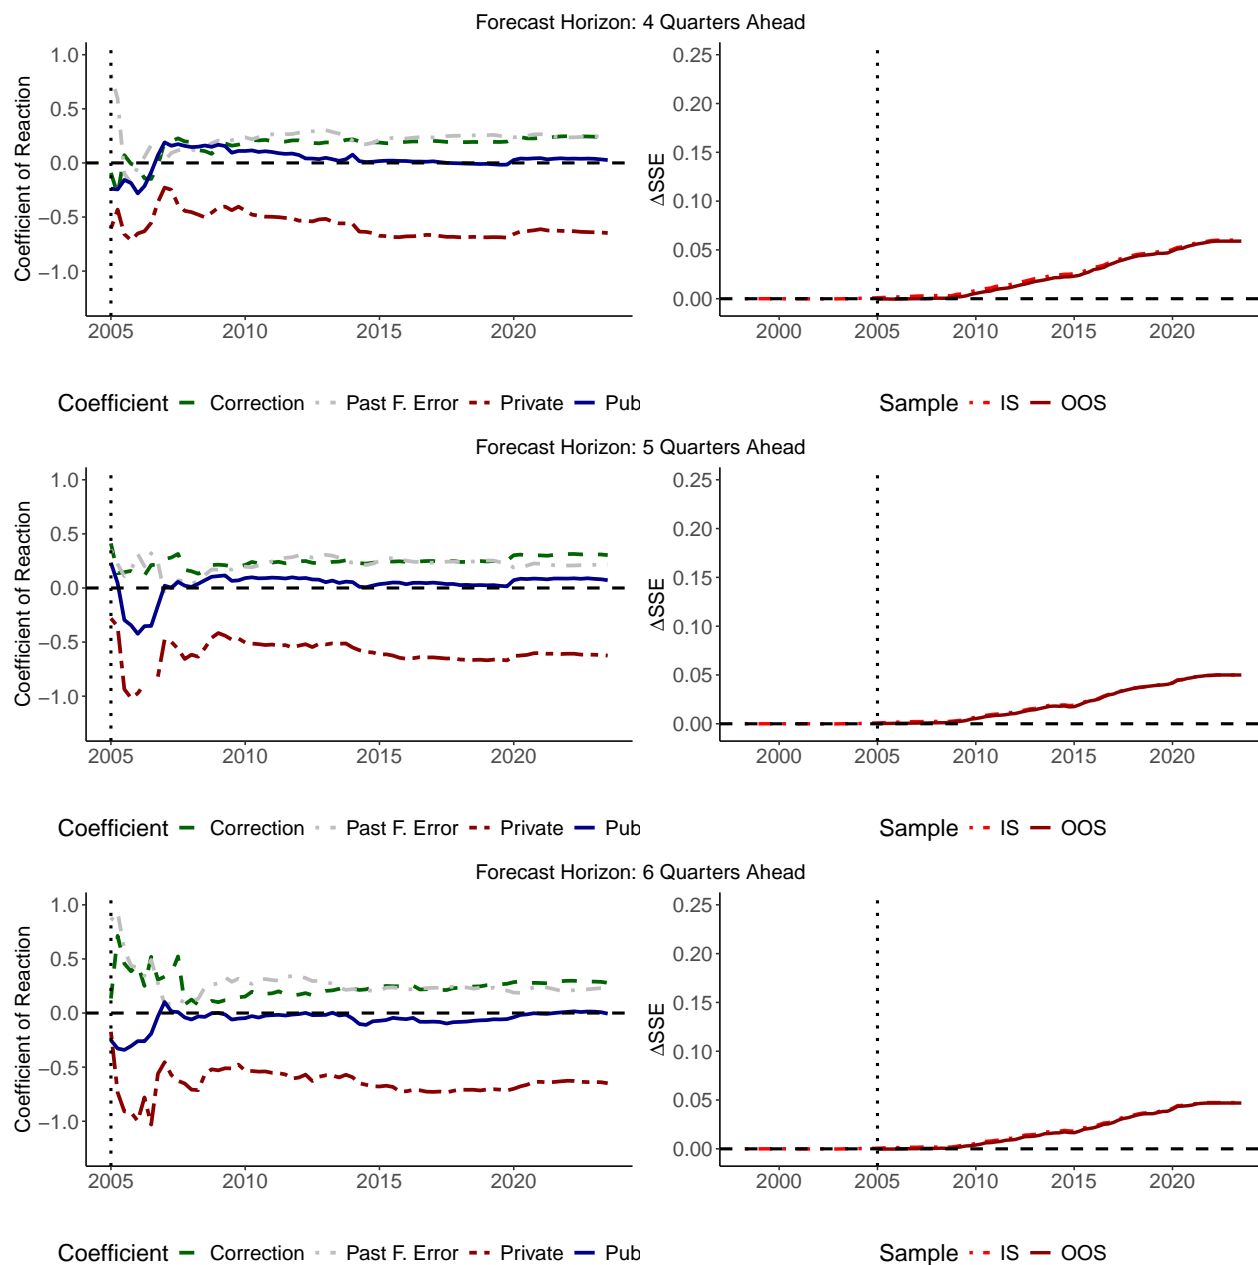 Forecast Horizon: 4 Quarters Ahead
Coefficient of Reaction
1.0
0.5
0.0
−0.5
−1.0
2005 2010 2015 2020
ΔSSE
0.25
0.20
0.15
0.10
0.05
0.00
2000 2005 2010 2015 2020
Coefficient Correction Past F. Error Private Pub
Sample IS OOS
Forecast Horizon: 5 Quarters Ahead
Coefficient of Reaction
1.0
0.5
0.0
−0.5
−1.0
2005 2010 2015 2020
ΔSSE
0.25
0.20
0.15
0.10
0.05
0.00
2000 2005 2010 2015 2020
Coefficient Correction Past F. Error Private Pub
Sample IS OOS
Forecast Horizon: 6 Quarters Ahead
Coefficient of Reaction
1.0
0.5
0.0
−0.5
−1.0
2005 2010 2015 2020
ΔSSE
0.25
0.20
0.15
0.10
0.05
0.00
2000 2005 2010 2015 2020
Coefficient Correction Past F. Error Private Pub
Sample IS OOS